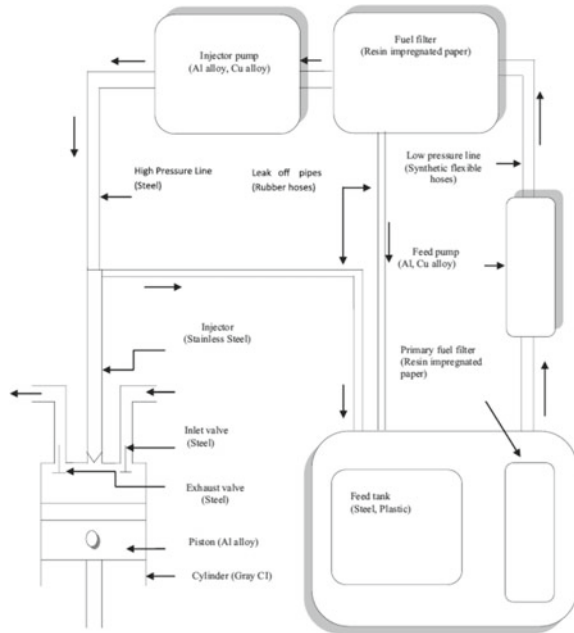 Injector pump
(Al alloy, Cu alloy)
Fuel filter
(Resin impregnated paper)
High Pressure Line
(Steel)
Leak off pipes
(Rubber hoses)
Low pressure line
(Synthetic flexible
hoses)
Feed pump
(Al, Cu alloy)
Injector
(Stainless Steel)
Primary fuel filter
(Resin impregnated
paper)
Inlet valve
(Steel)
Exhaust valve
(Steel)
Feed tank
(Steel, Plastic)
Piston (Al alloy)
Cylinder (Gray CI)